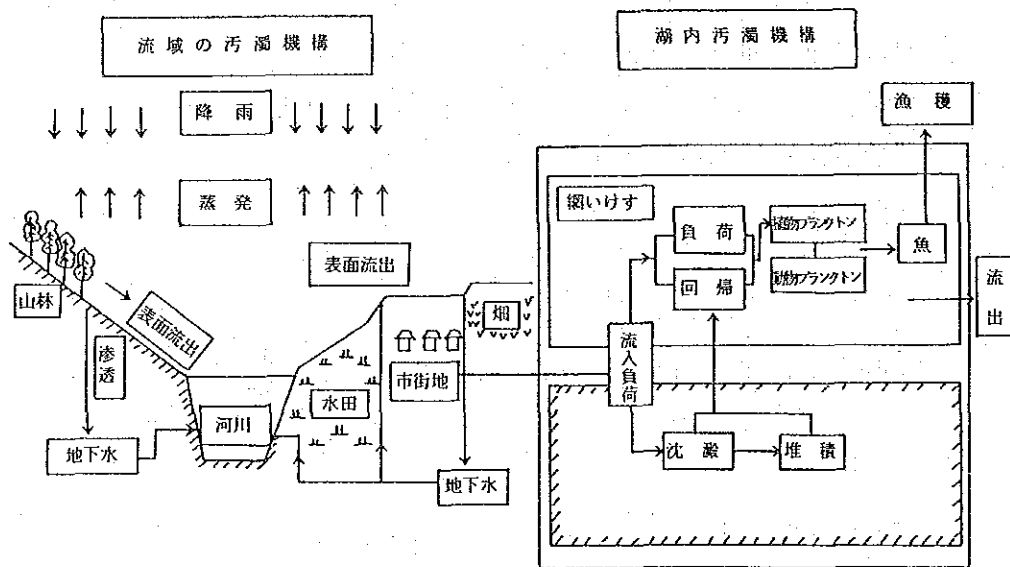 流域の汚濁機構
湖内汚濁機構
降雨
漁穫
蒸発
網いけす
負荷
植物プランクトン
表面流出
魚
回帰
動物プランクトン
流出
山林
表面流出
畑
滲透
流入負荷
市街地
水田
河川
地下水
沈澱
堆積
地下水